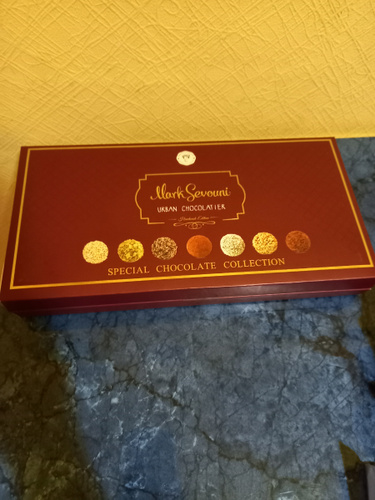 Mark Sevouni
URBAN CHOCOLATIER
SPECIAL CHOCOLATE COLLECTION